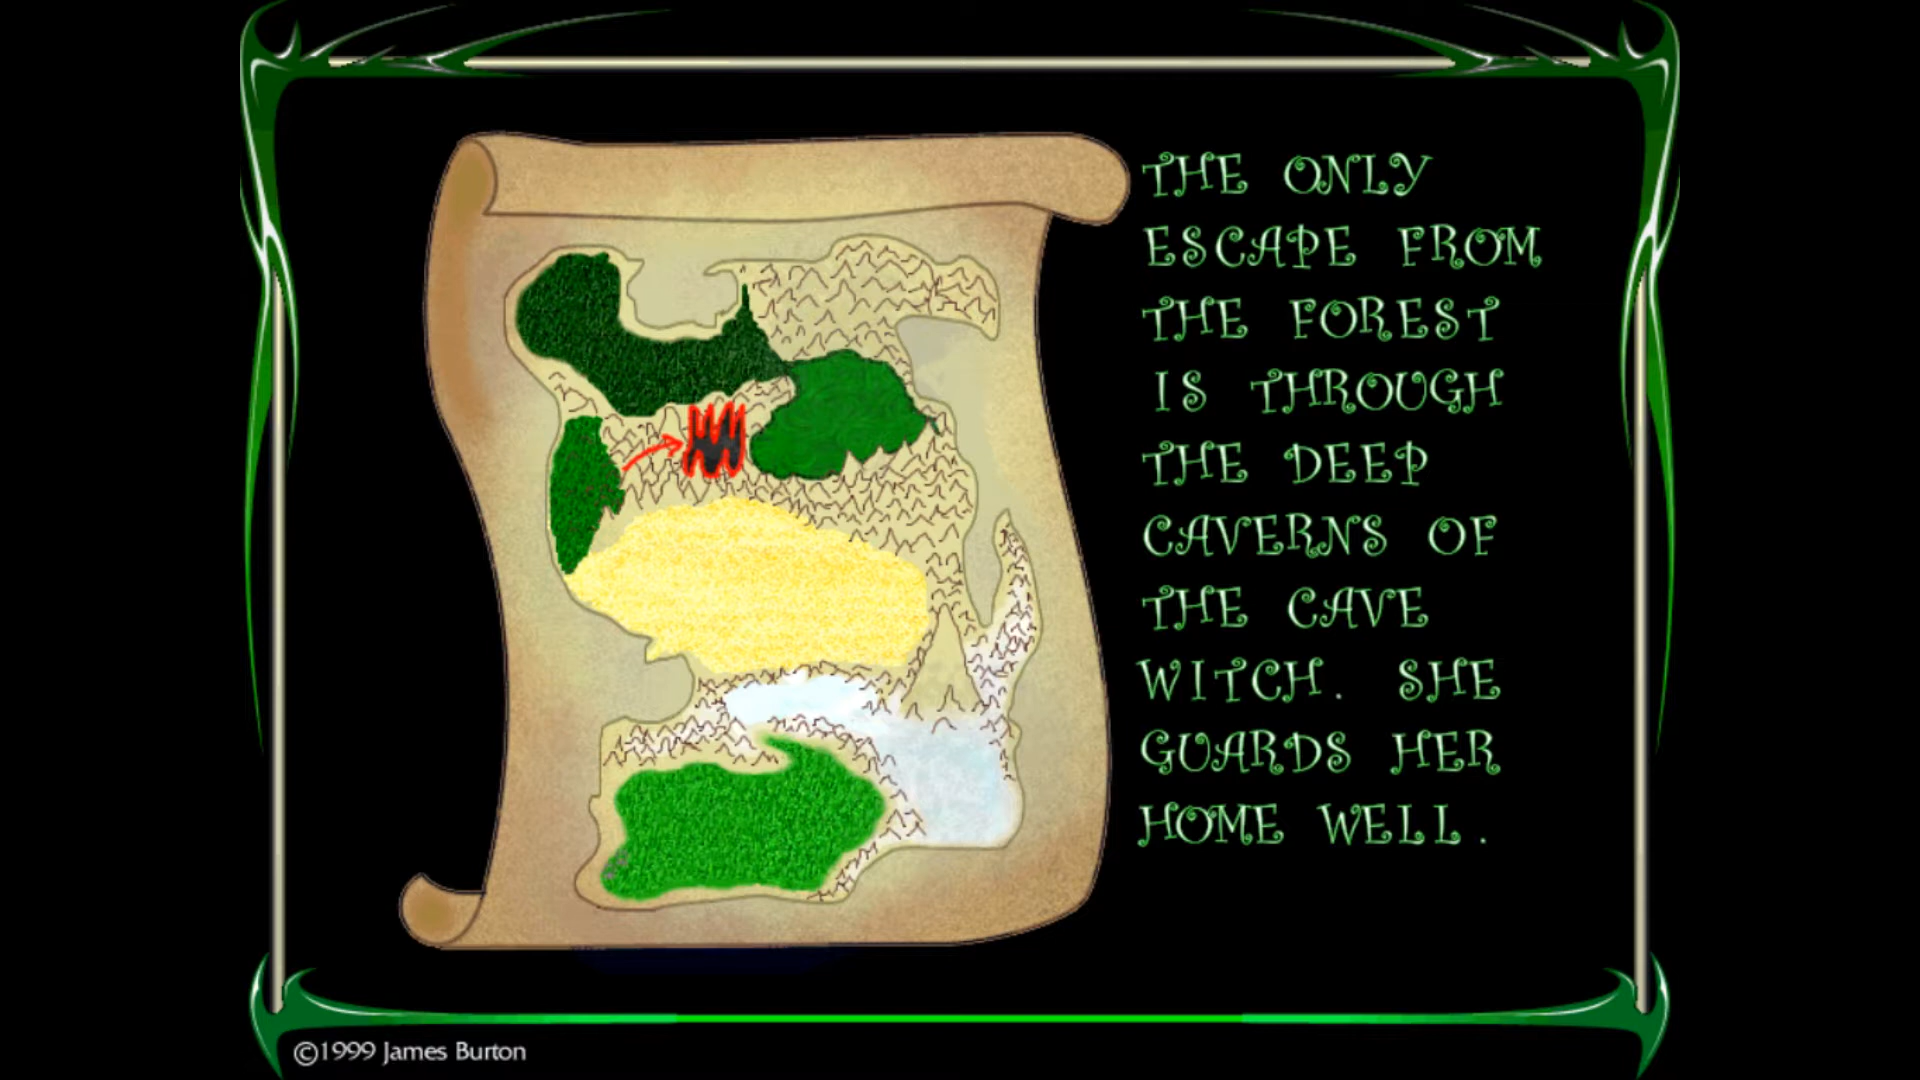 THE ONLY
ESCAPE FROM
THE FOREST
IS THROUGH
THE DEEP
CAVERNS OF
THE CAVE
WITCH. SHE
GUARDS HER
HOME WELL.
©1999 James Burton